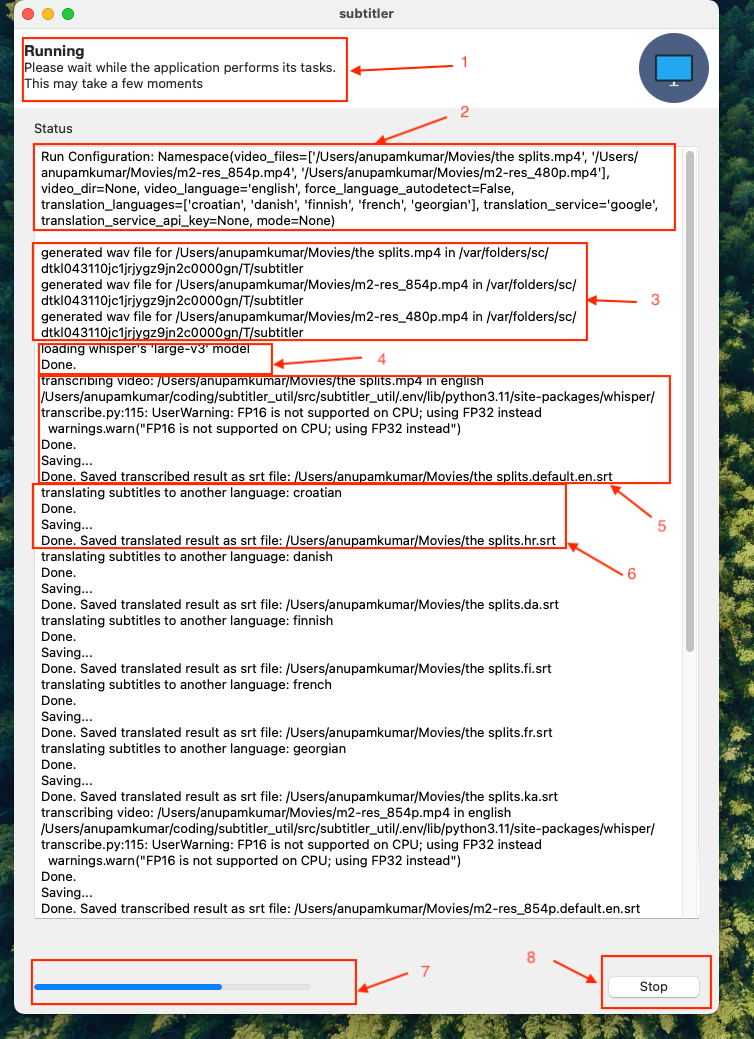 subtitler
Running
Please wait while the application performs its tasks.
This may take a few moments
1
2
Status
Run Configuration: Namespace(video_files=['/Users/anupamkumar/Movies/the splits.mp4', '/Users/
anupamkumar/Movies/m2-res_854p.mp4', '/Users/anupamkumar/Movies/m2-res_480p.mp4'],
video_dir=None, video_language='english', force_language_autodetect=False,
translation_languages=['croatian', 'danish', 'finnish', 'french', 'georgian'], translation_service='google',
translation_service_api_key=None, mode=None)
generated wav file for /Users/anupamkumar/Movies/the splits.mp4 in /var/folders/sc/
dtkl043110jc1jrjygz9jn2c0000gn/T/subtitler
generated wav file for /Users/anupamkumar/Movies/m2-res_854p.mp4 in /var/folders/sc/
dtkl043110jc1jrjygz9jn2c0000gn/T/subtitler
3
generated wav file for /Users/anupamkumar/Movies/m2-res_480p.mp4 in /var/folders/sc/
dtkl043110jc1jrjygz9jn2c0000gn/T/subtitler
loading whisper's 'large-v3' model
4
Done.
transcribing video: /Users/anupamkumar/Movies/the splits.mp4 in english
/Users/anupamkumar/coding/subtitler_util/src/subtitler_util/.env/lib/python3.11/site-packages/whisper/
transcribe.py:115: UserWarning: FP16 is not supported on CPU; using FP32 instead
warnings.warn("FP16 is not supported on CPU; using FP32 instead")
Done.
Saving...
Done. Saved transcribed result as srt file: /Users/anupamkumar/Movies/the splits.default.en.srt
translating subtitles to another language: croatian
Done.
Saving...
5
Done. Saved translated result as srt file: /Users/anupamkumar/Movies/the splits.hr.srt
translating subtitles to another language: danish
Done.
6
Saving...
Done. Saved translated result as srt file: /Users/anupamkumar/Movies/the splits.da.srt
translating subtitles to another language: finnish
Done.
Saving...
Done. Saved translated result as srt file: /Users/anupamkumar/Movies/the splits.fi.srt
translating subtitles to another language: french
Done.
Saving...
Done. Saved translated result as srt file: /Users/anupamkumar/Movies/the splits.fr.srt
translating subtitles to another language: georgian
Done.
Saving...
Done. Saved translated result as srt file: /Users/anupamkumar/Movies/the splits.ka.srt
transcribing video: /Users/anupamkumar/Movies/m2-res_854p.mp4 in english
/Users/anupamkumar/coding/subtitler_util/src/subtitler_util/.env/lib/python3.11/site-packages/whisper/
transcribe.py:115: UserWarning: FP16 is not supported on CPU; using FP32 instead
warnings.warn("FP16 is not supported on CPU; using FP32 instead")
Done.
Saving...
Done. Saved transcribed result as srt file: /Users/anupamkumar/Movies/m2-res_854p.default.en.srt
7
8
Stop